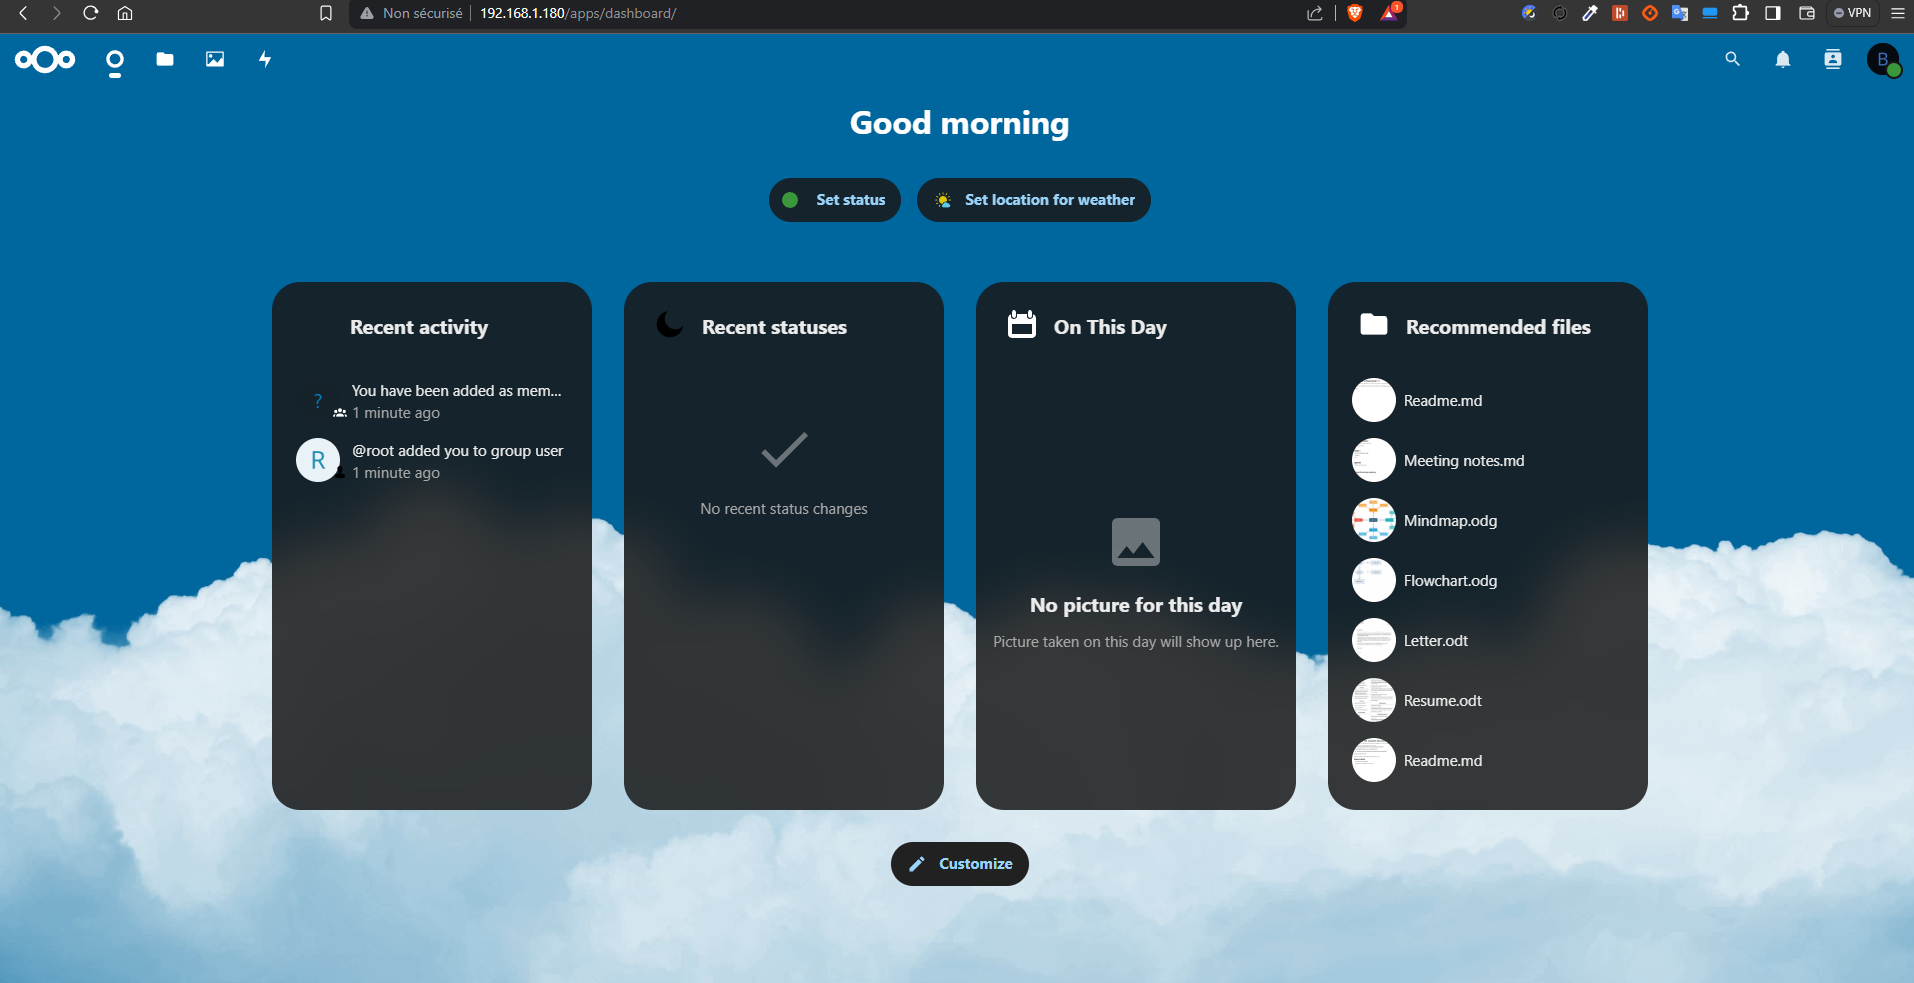 Non sécurisé
192.168.1.180/apps/dashboard/
1
VPN
B
Good morning
Set status
Set location for weather
Recent activity
?
You have been added as mem...
1 minute ago
R
@root added you to group user
1 minute ago
Recent statuses
No recent status changes
On This Day
No picture for this day
Picture taken on this day will show up here.
Recommended files
Readme.md
Meeting notes.md
Mindmap.odg
Flowchart.odg
Letter.odt
Resume.odt
Readme.md
Customize